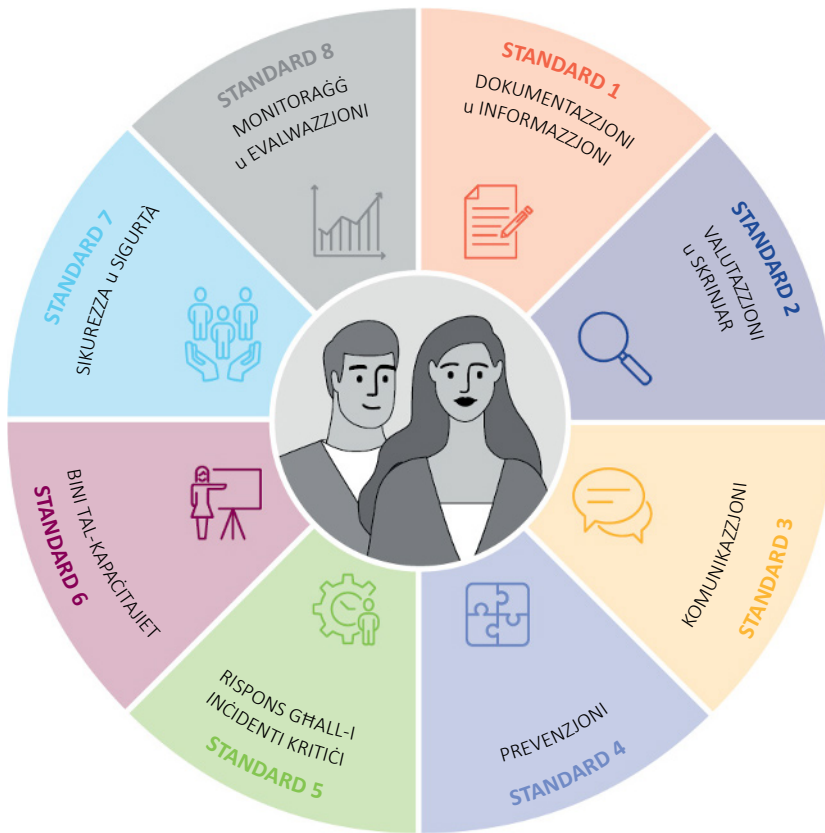 STANDARD 1
DOKUMENTAZZJONI
u INFORMAZZJONI
STANDARD 2
VALUTAZZJONI
u SKRINJAR
STANDARD 3
KOMUNIKAZZJONI
PREVENZJONI
STANDARD 4
RISPONS GĦALL-I
INĊIDENTI KRITIĊI
STANDARD 5
BINI TAL-KAPAĊITAJIET
STANDARD 6
STANDARD 7
SIKUREZZA u SIGURTÀ
STANDARD 8
MONITORAĠĠ
u EVALWAZZJONI